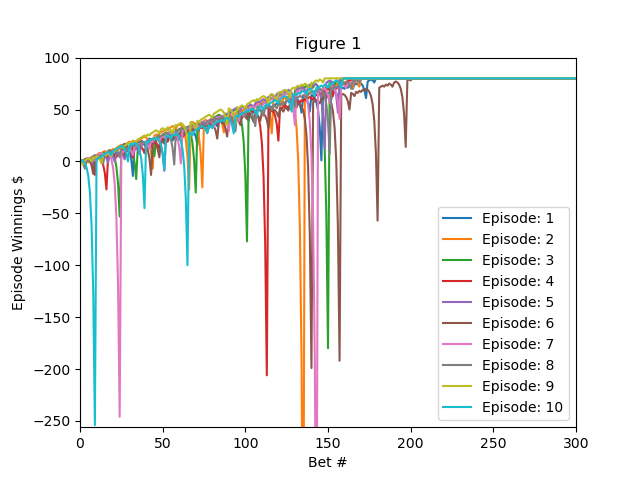 Figure 1
Episode Winnings $
100
50
0
−50
−100
−150
−200
−250
0
50
100
150
200
250
300
Bet #
Episode: 1
Episode: 2
Episode: 3
Episode: 4
Episode: 5
Episode: 6
Episode: 7
Episode: 8
Episode: 9
Episode: 10